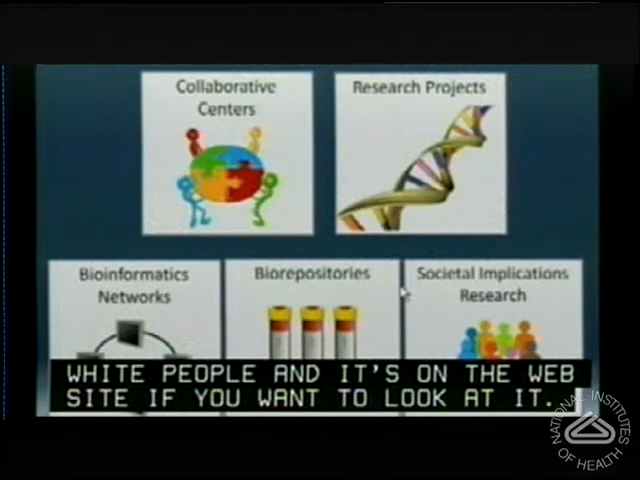 Collaborative
Centers
Research Projects
Bioinformatics
Networks
Biorepositories
Societal Implications
Research
WHITE PEOPLE AND IT'S ON THE WEB
SITE IF YOU WANT TO LOOK AT IT..
NATIONAL INSTITUTES
OF HEALTH